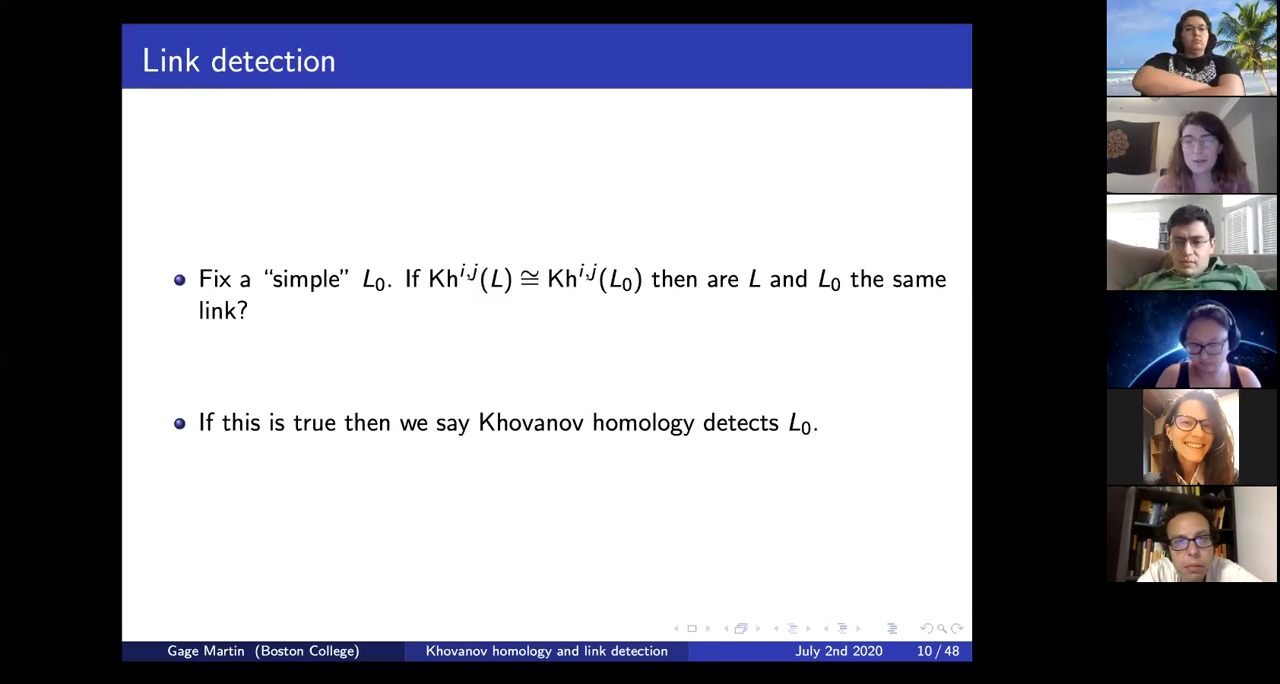 Link detection
Fix a “simple” L₀. If Khⁱ,ʲ(L) ≅ Khⁱ,ʲ(L₀) then are L and L₀ the same
link?
If this is true then we say Khovanov homology detects L₀.
Gage Martin (Boston College) Khovanov homology and link detection July 2nd 2020 10 / 48